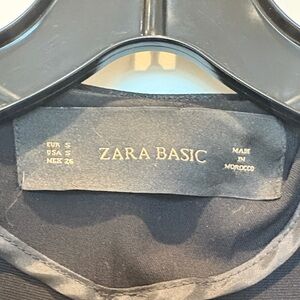 EUR S
USA S
MEX 26
ZARA BASIC
MADE
IN
MOROCCO